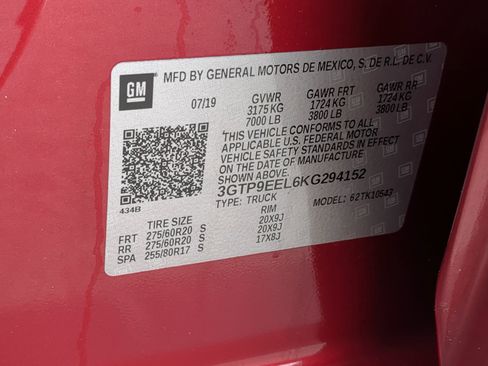 MFD BY GENERAL MOTORS DE MEXICO, S. DE R.L. DE C.V.
GM
07/19 GVWR GAWR FRT GAWR RR
3175 KG 1724 KG 1724 KG
7000 LB 3800 LB 3800 LB
THIS VEHICLE CONFORMS TO ALL
APPLICABLE U.S. FEDERAL MOTOR
VEHICLE SAFETY STANDARDS IN EFFECT
ON THE DATE OF MANUFACTURE
SHOWN ABOVE.
3GTP9EEL6KG294152
TYPE: TRUCK MODEL: 62TK10543
434B
TIRE SIZE RIM
FRT 275/60R20 S 20X9J
RR 275/60R20 S 20X9J
SPA 255/80R17 S 17X8J